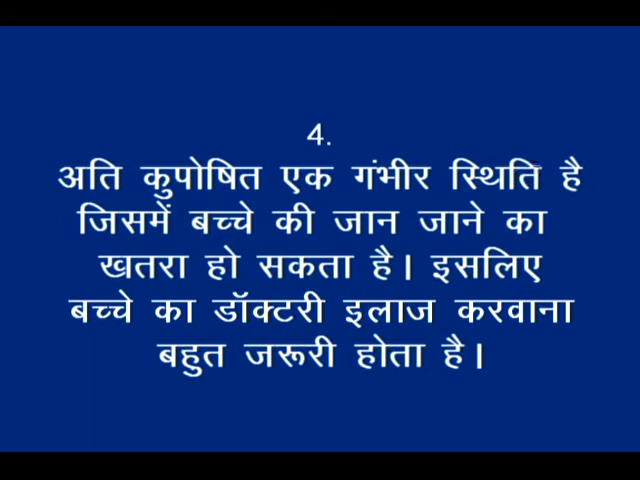 4.
अति कुपोषित एक गंभीर स्थिति है
जिसमें बच्चे की जान जाने का
खतरा हो सकता है। इसलिए
बच्चे का डॉक्टरी इलाज करवाना
बहुत जरूरी होता है।